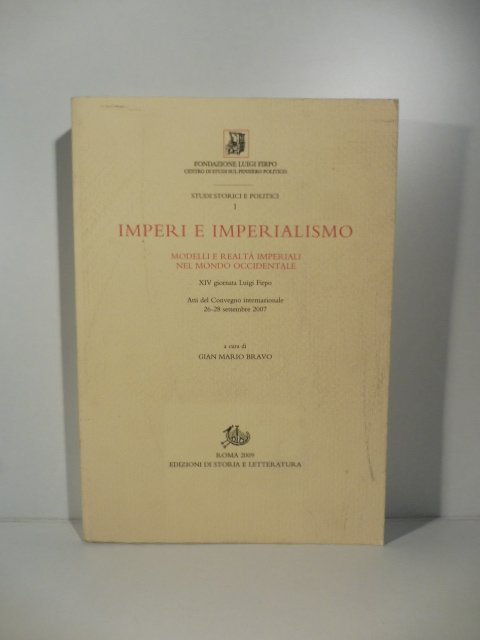 FONDAZIONE LUIGI FIRPO
CENTRO DI STUDI SUL PENSIERO POLITICO
STUDI STORICI E POLITICI
1
IMPERI E IMPERIALISMO
MODELLI E REALTÀ IMPERIALI
NEL MONDO OCCIDENTALE
XIV giornata Luigi Firpo
Atti del Convegno internazionale
26-28 settembre 2007
a cura di
GIAN MARIO BRAVO
ROMA 2009
EDIZIONI DI STORIA E LETTERATURA